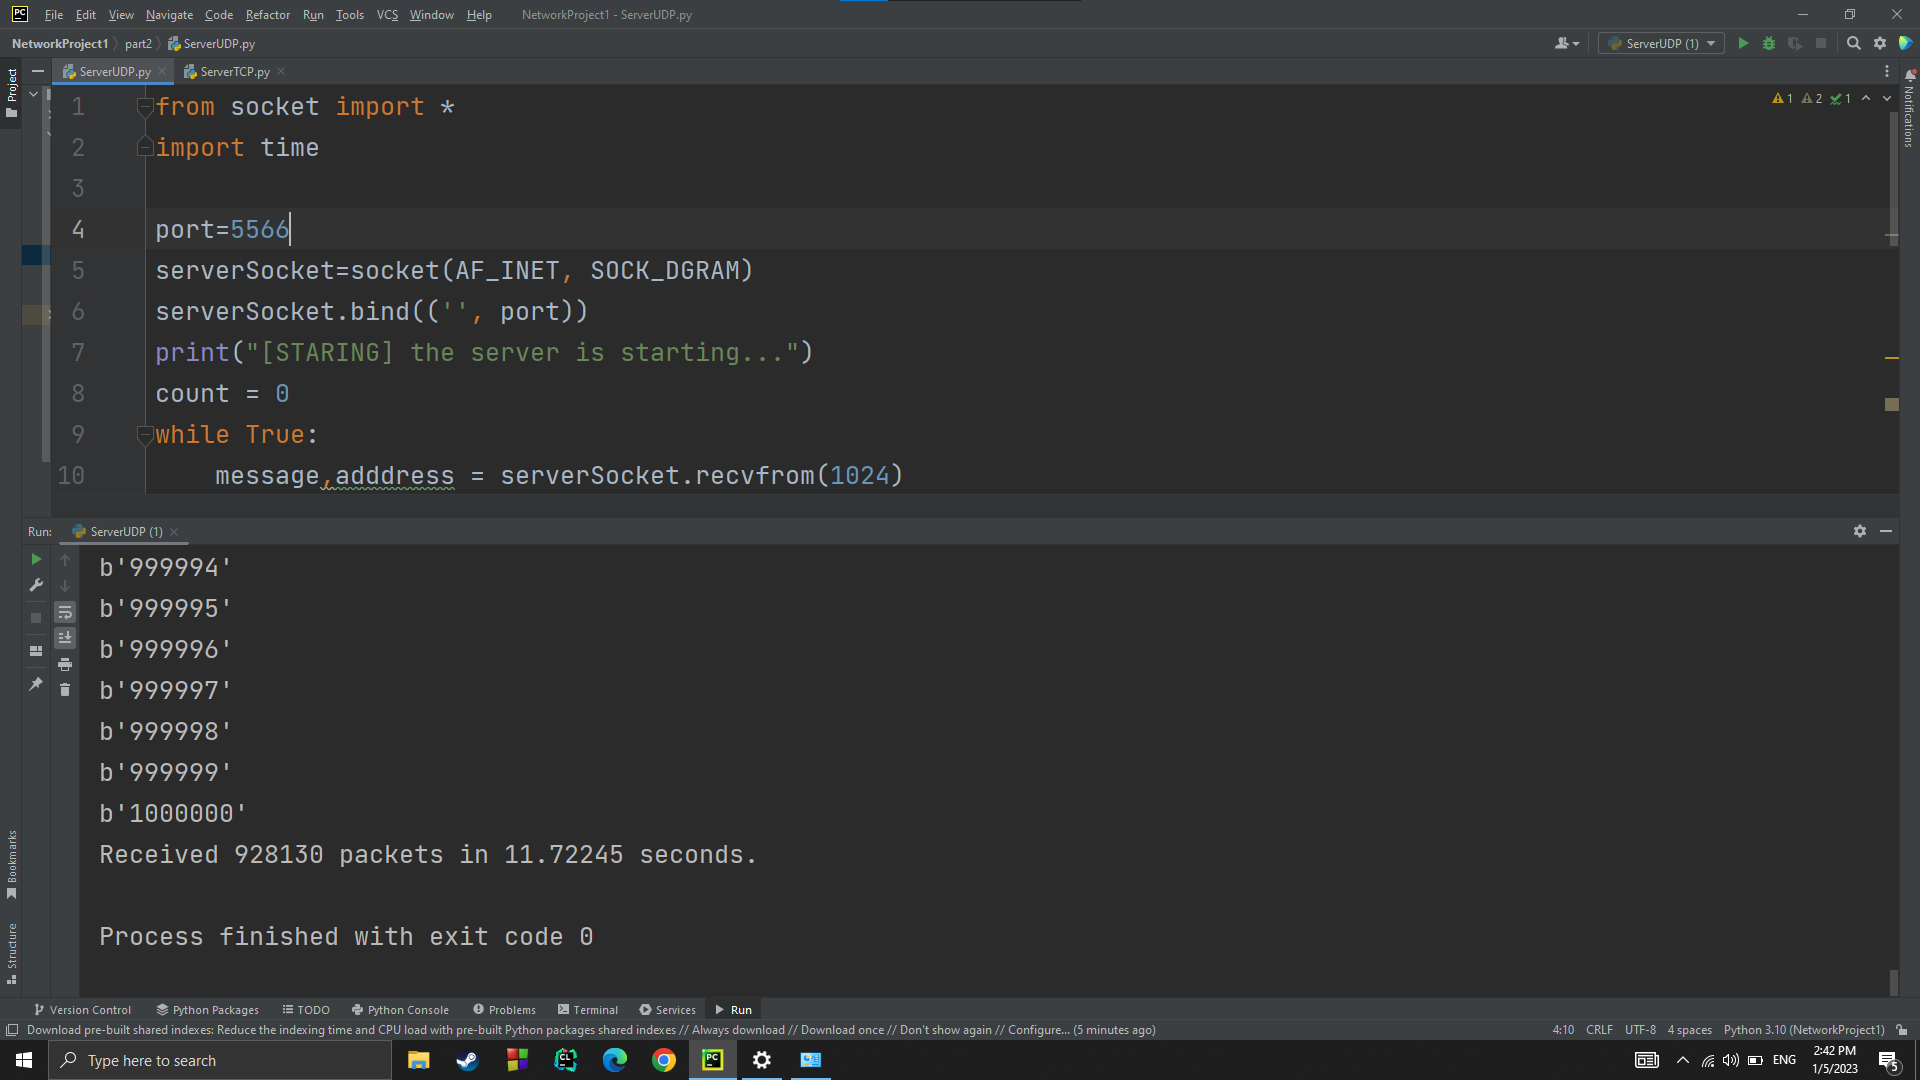 PC File Edit View Navigate Code Refactor Run Tools VCS Window Help NetworkProject1 - ServerUDP.py
NetworkProject1 part2 ServerUDP.py ServerUDP (1)
Project ServerUDP.py ServerTCP.py
1 from socket import * 1 2 1
2 import time
3
4 port=5566
5 serverSocket=socket(AF_INET, SOCK_DGRAM)
6 serverSocket.bind(('', port))
7 print("[STARING] the server is starting...")
8 count = 0
9 while True:
10 message,adddress = serverSocket.recvfrom(1024)
Notifications
Run: ServerUDP (1)
b'999994'
b'999995'
b'999996'
b'999997'
b'999998'
b'999999'
b'1000000'
Received 928130 packets in 11.72245 seconds.
Process finished with exit code 0
Bookmarks
Structure
Version Control Python Packages TODO Python Console Problems Terminal Services Run
Download pre-built shared indexes: Reduce the indexing time and CPU load with pre-built Python packages shared indexes // Always download // Download once // Don't show again // Configure... (5 minutes ago) 4:10 CRLF UTF-8 4 spaces Python 3.10 (NetworkProject1)
Type here to search CL PC ENG 2:42 PM
1/5/2023 5